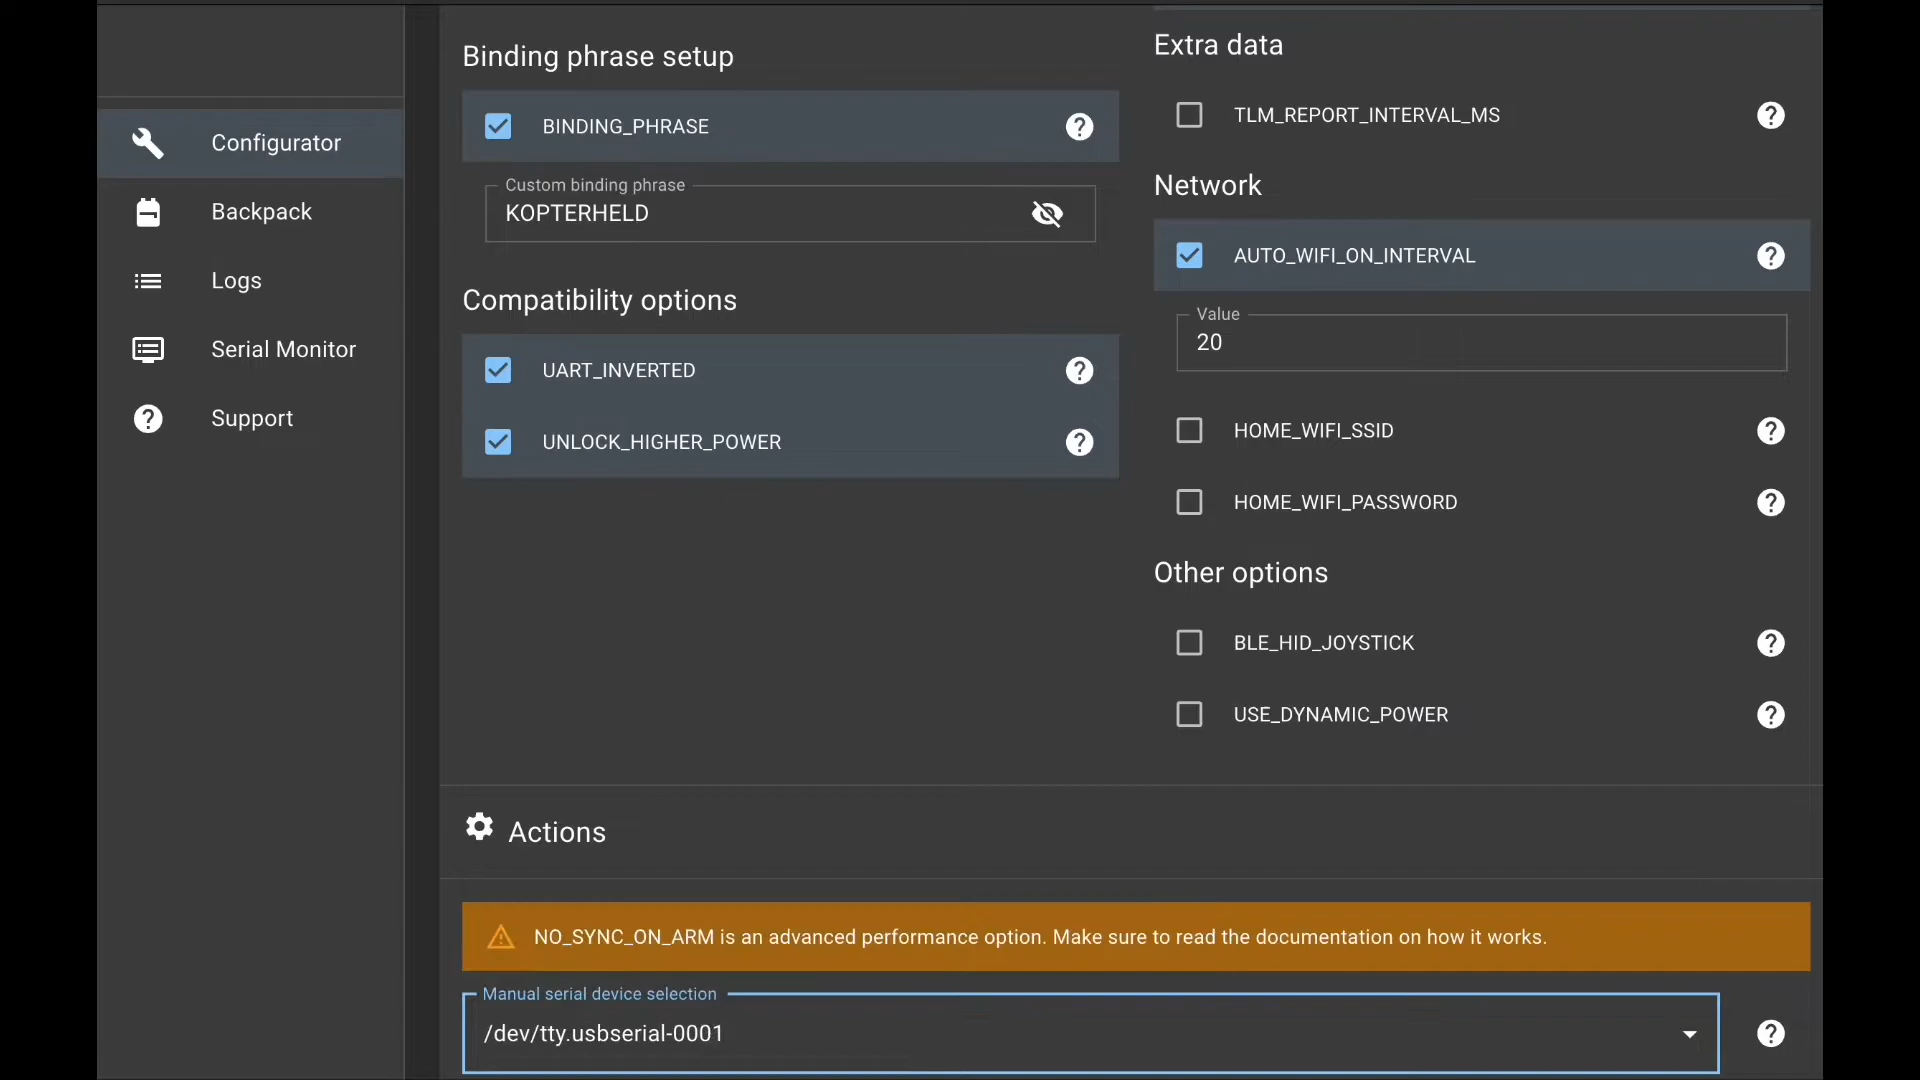 Configurator
Backpack
Logs
Serial Monitor
Support
Binding phrase setup
BINDING_PHRASE
Custom binding phrase
KOPTERHELD
Compatibility options
UART_INVERTED
UNLOCK_HIGHER_POWER
Extra data
TLM_REPORT_INTERVAL_MS
Network
AUTO_WIFI_ON_INTERVAL
Value
20
HOME_WIFI_SSID
HOME_WIFI_PASSWORD
Other options
BLE_HID_JOYSTICK
USE_DYNAMIC_POWER
Actions
NO_SYNC_ON_ARM is an advanced performance option. Make sure to read the documentation on how it works.
Manual serial device selection
/dev/tty.usbserial-0001